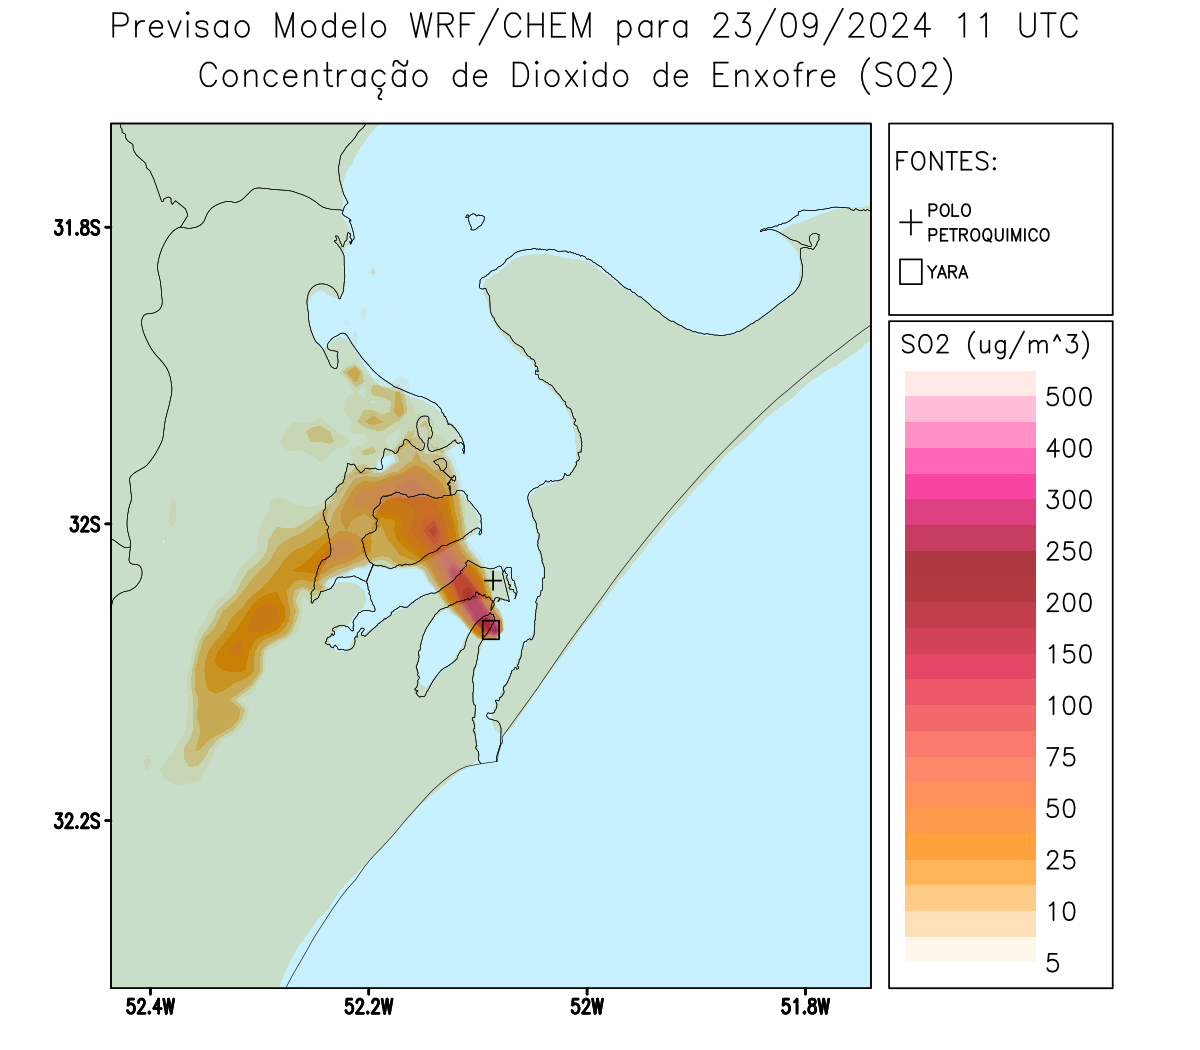 Previsao Modelo WRF/CHEM para 23/09/2024 11 UTC
Concentração de Dioxido de Enxofre (SO2)
FONTES:
POLO
PETROQUIMICO
YARA
SO2 (ug/m^3)
500
400
300
250
200
150
100
75
50
25
10
5
31.8S
32S
32.2S
52.4W
52.2W
52W
51.8W